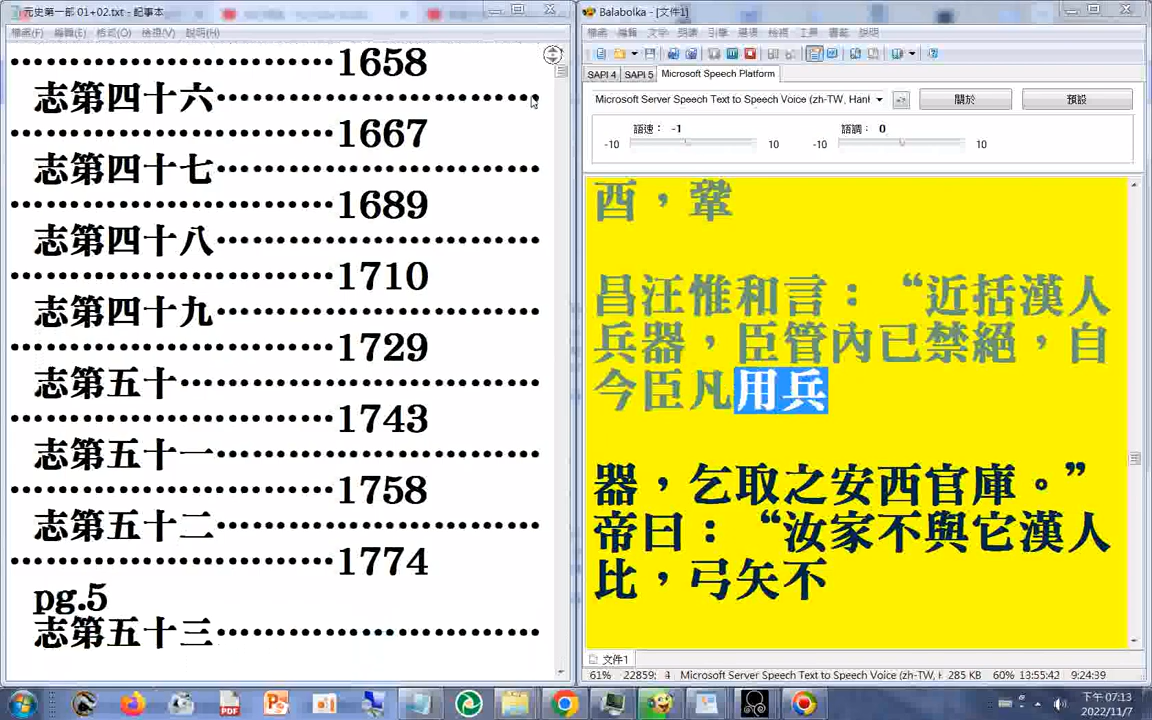 元史第一部 01+02.txt - 記事本
檔案(F) 編輯(E) 格式(O) 檢視(V) 說明(H)
……………………………1658
志第四十六……………………………
……………………………1667
志第四十七……………………………
……………………………1689
志第四十八……………………………
……………………………1710
志第四十九……………………………
……………………………1729
志第五十……………………………
……………………………1743
志第五十一……………………………
……………………………1758
志第五十二……………………………
……………………………1774
pg.5
志第五十三……………………………
Balabolka - [文件1]
檔案 編輯 文字 朗讀 引擎 選項 檢視 工具 書籤 說明
SAPI 4 SAPI 5 Microsoft Speech Platform
Microsoft Server Speech Text to Speech Voice (zh-TW, Hanl
關於 預設
語速： -1 語調： 0
-10 10 -10 10
酉，鞏
昌汪惟和言：“近括漢人
兵器，臣管內已禁絕，自
今臣凡用兵
器，乞取之安西官庫。”
帝曰：“汝家不與它漢人
比，弓矢不
文件1
61% 22859; Microsoft Server Speech Text to Speech Voice (zh-TW, H 285 KB 60% 13:55:42 9:24:39
下午 07:13
2022/11/7